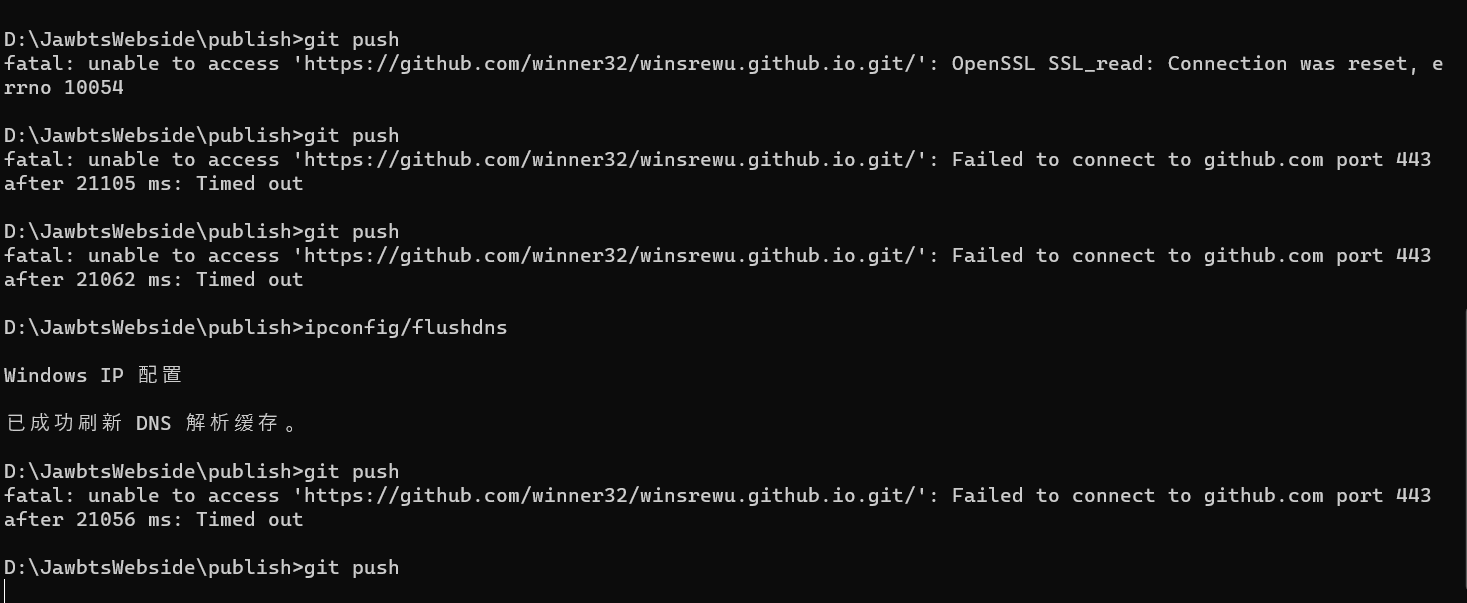 D:\JawbtsWebside\publish>git push
fatal: unable to access 'https://github.com/winner32/winsrewu.github.io.git/': OpenSSL SSL_read: Connection was reset, e
rrno 10054
D:\JawbtsWebside\publish>git push
fatal: unable to access 'https://github.com/winner32/winsrewu.github.io.git/': Failed to connect to github.com port 443
after 21105 ms: Timed out
D:\JawbtsWebside\publish>git push
fatal: unable to access 'https://github.com/winner32/winsrewu.github.io.git/': Failed to connect to github.com port 443
after 21062 ms: Timed out
D:\JawbtsWebside\publish>ipconfig/flushdns
Windows IP 配置
已成功刷新 DNS 解析缓存。
D:\JawbtsWebside\publish>git push
fatal: unable to access 'https://github.com/winner32/winsrewu.github.io.git/': Failed to connect to github.com port 443
after 21056 ms: Timed out
D:\JawbtsWebside\publish>git push